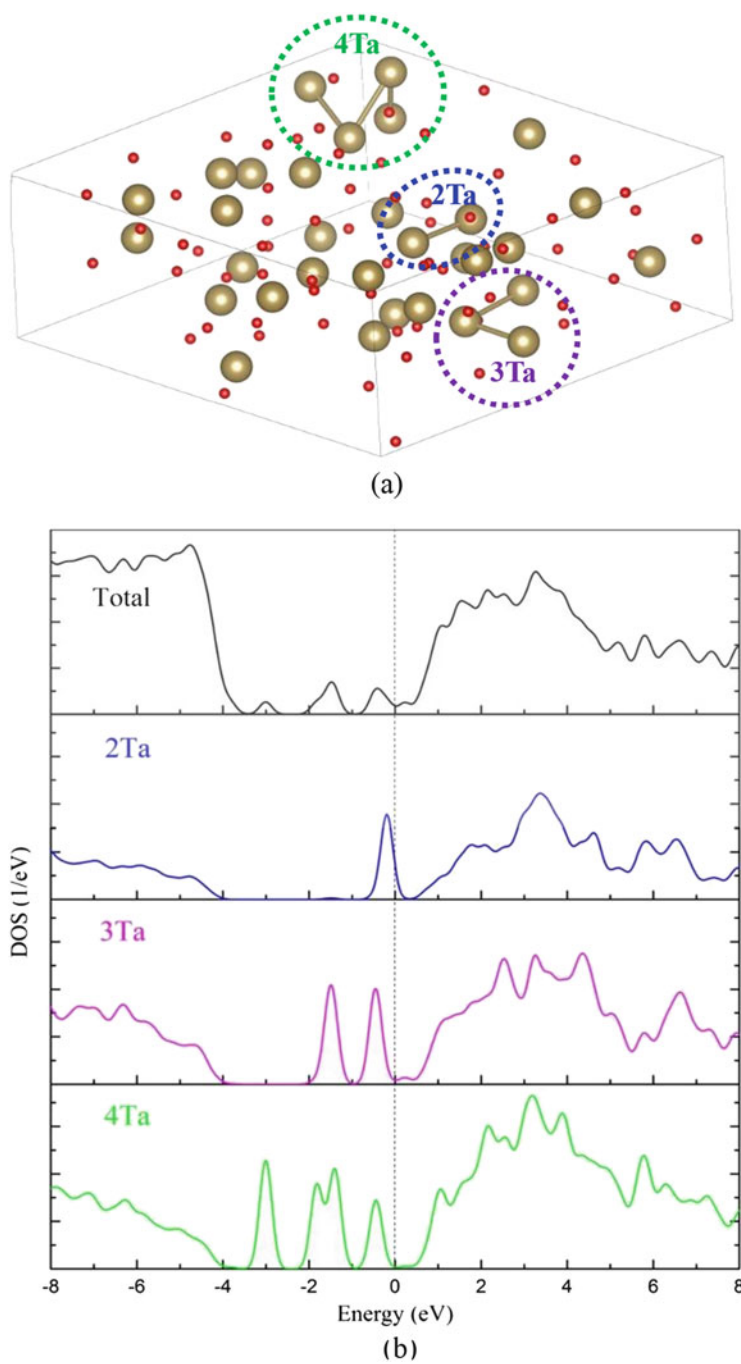 4Ta
2Ta
3Ta
(a)
Total
2Ta
3Ta
4Ta
DOS (1/eV)
-8 -6 -4 -2 0 2 4 6 8
Energy (eV)
(b)